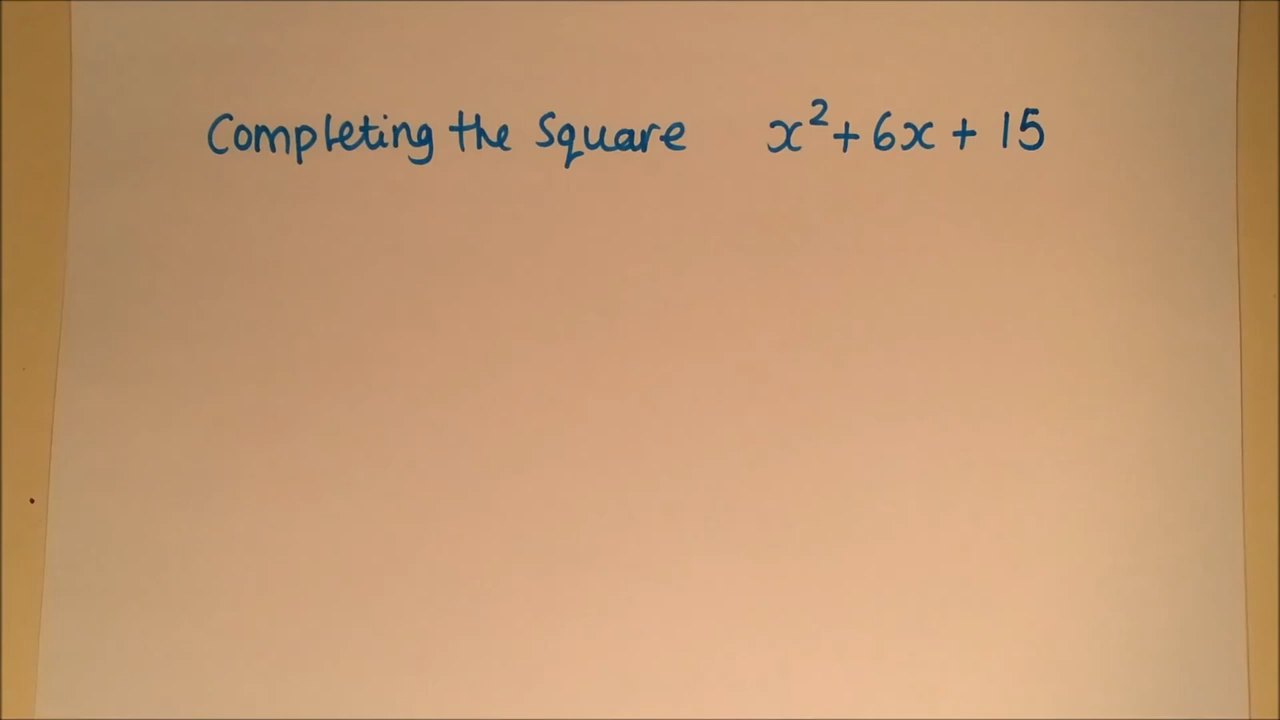 Completing the Square x² + 6x + 15